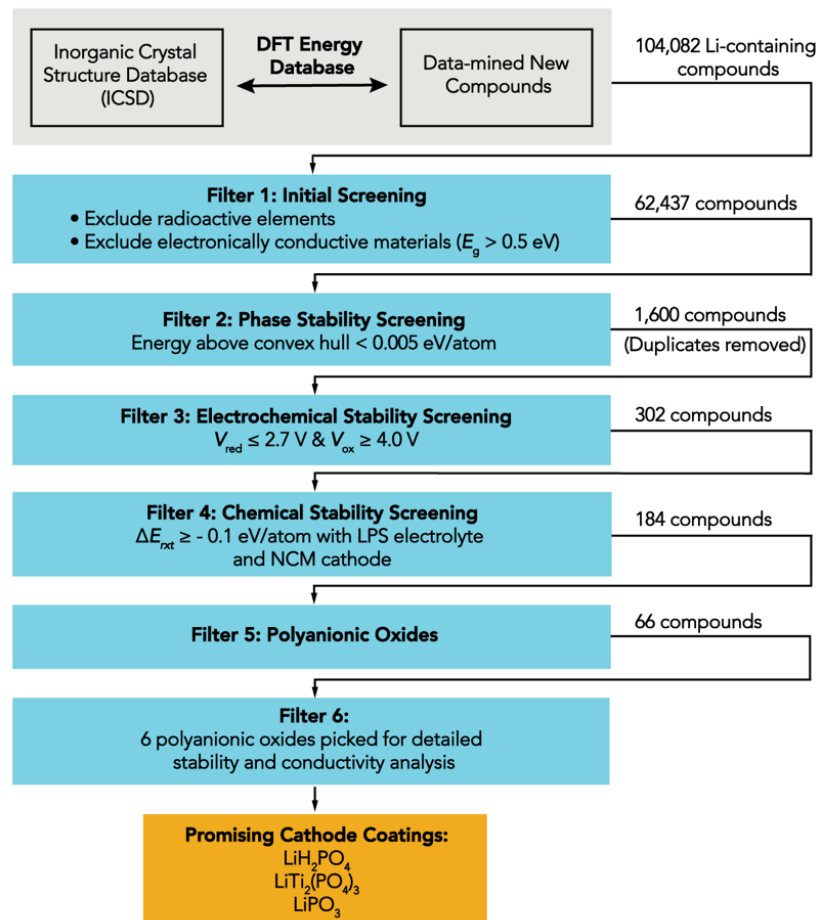 Inorganic Crystal
Structure Database
(ICSD)
DFT Energy
Database
Data-mined New
Compounds
104,082 Li-containing
compounds
Filter 1: Initial Screening
• Exclude radioactive elements
• Exclude electronically conductive materials (E_g > 0.5 eV)
62,437 compounds
Filter 2: Phase Stability Screening
Energy above convex hull < 0.005 eV/atom
1,600 compounds
(Duplicates removed)
Filter 3: Electrochemical Stability Screening
V_red ≤ 2.7 V & V_ox ≥ 4.0 V
302 compounds
Filter 4: Chemical Stability Screening
ΔE_rxt ≥ - 0.1 eV/atom with LPS electrolyte
and NCM cathode
184 compounds
Filter 5: Polyanionic Oxides
66 compounds
Filter 6:
6 polyanionic oxides picked for detailed
stability and conductivity analysis
Promising Cathode Coatings:
LiH₂PO₄
LiTi₂(PO₄)₃
LiPO₃